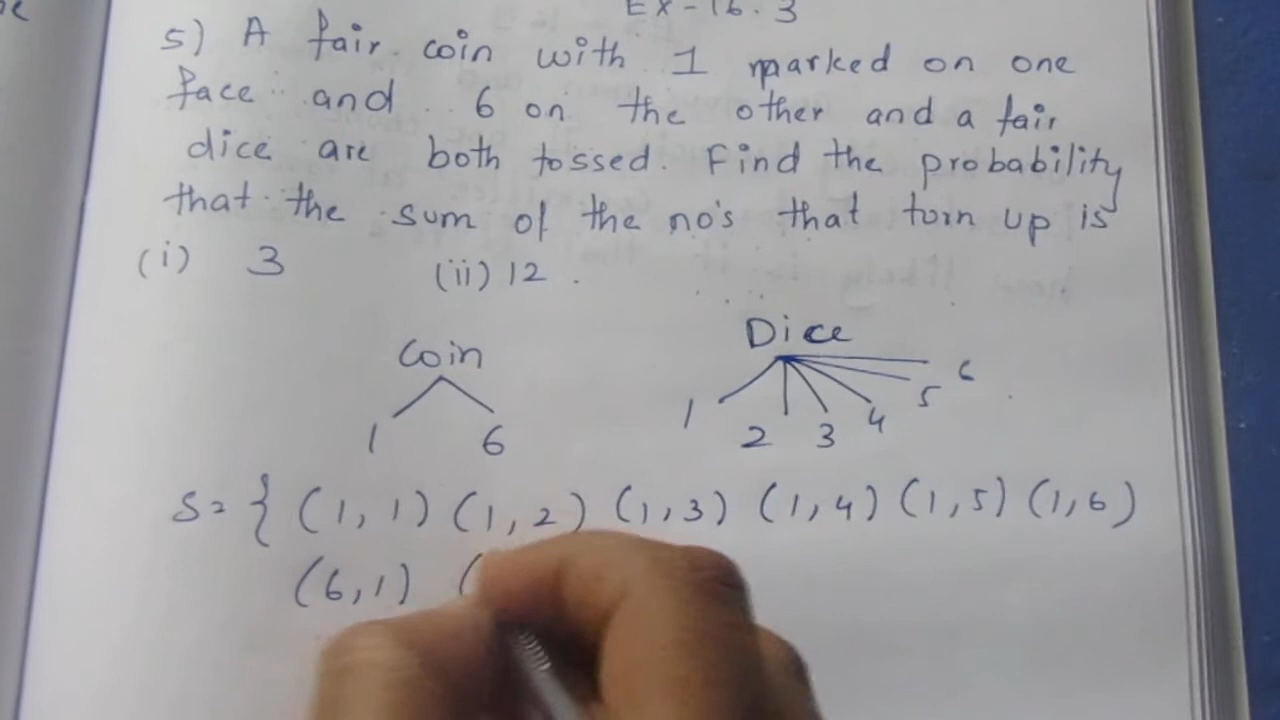 Ex-16.3
5) A fair coin with 1 marked on one
face and 6 on the other and a fair
dice are both tossed. Find the probability
that the sum of the no's that turn up is
(i) 3 (ii) 12.
Coin Dice
1 6 1 2 3 4 5 6
S= { (1,1) (1,2) (1,3) (1,4) (1,5) (1,6)
(6,1) (